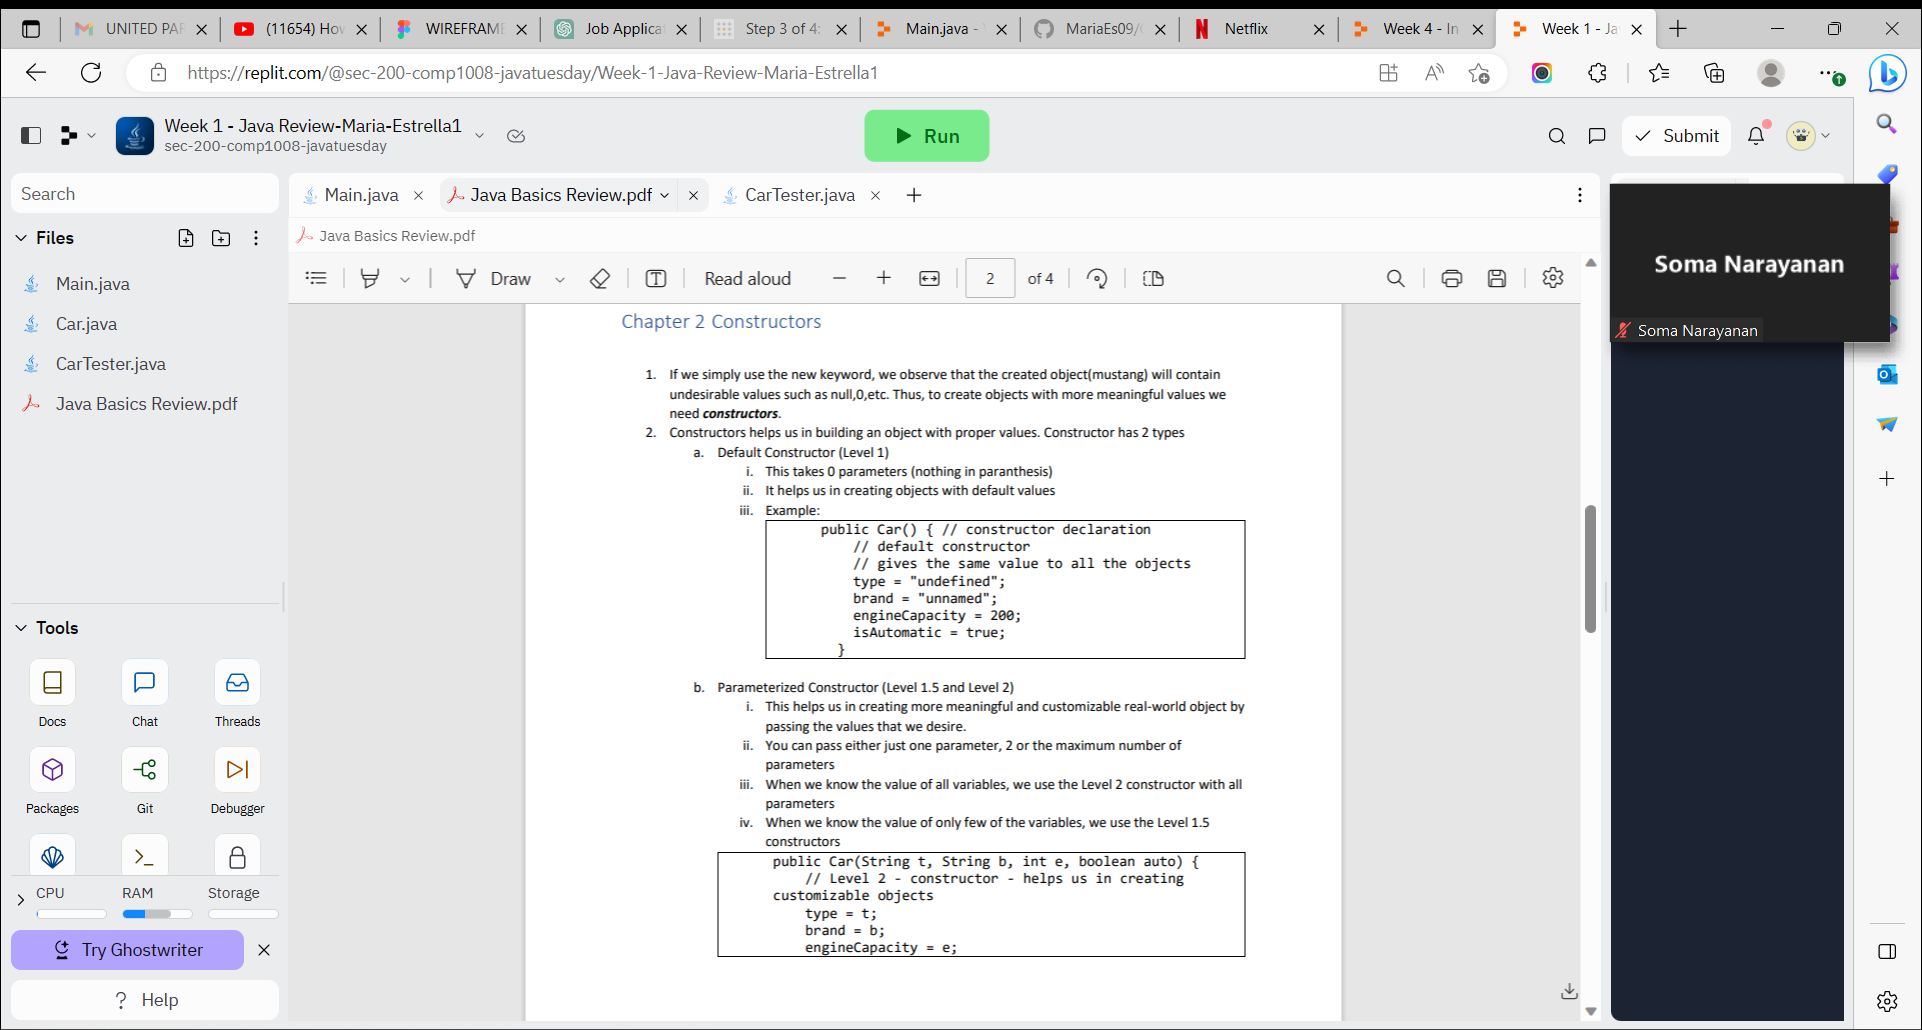 UNITED PAR
(11654) How
WIREFRAME
Job Applicat
Step 3 of 4:
Main.java -
MariaEs09/
Netflix
Week 4 - In
Week 1 - Ja
https://replit.com/@sec-200-comp1008-javatuesday/Week-1-Java-Review-Maria-Estrella1
Week 1 - Java Review-Maria-Estrella1
sec-200-comp1008-javatuesday
Run
Submit
Search
Main.java
Java Basics Review.pdf
CarTester.java
Files
Java Basics Review.pdf
Main.java
Car.java
CarTester.java
Java Basics Review.pdf
Draw
Read aloud
2
of 4
Soma Narayanan
Soma Narayanan
Chapter 2 Constructors
1. If we simply use the new keyword, we observe that the created object(mustang) will contain
undesirable values such as null,0,etc. Thus, to create objects with more meaningful values we
need constructors.
2. Constructors helps us in building an object with proper values. Constructor has 2 types
a. Default Constructor (Level 1)
i. This takes 0 parameters (nothing in paranthesis)
ii. It helps us in creating objects with default values
iii. Example:
public Car() { // constructor declaration
// default constructor
// gives the same value to all the objects
type = "undefined";
brand = "unnamed";
engineCapacity = 200;
isAutomatic = true;
}
b. Parameterized Constructor (Level 1.5 and Level 2)
i. This helps us in creating more meaningful and customizable real-world object by
passing the values that we desire.
ii. You can pass either just one parameter, 2 or the maximum number of
parameters
iii. When we know the value of all variables, we use the Level 2 constructor with all
parameters
iv. When we know the value of only few of the variables, we use the Level 1.5
constructors
public Car(String t, String b, int e, boolean auto) {
// Level 2 - constructor - helps us in creating
customizable objects
type = t;
brand = b;
engineCapacity = e;
Tools
Docs
Chat
Threads
Packages
Git
Debugger
CPU
RAM
Storage
Try Ghostwriter
? Help